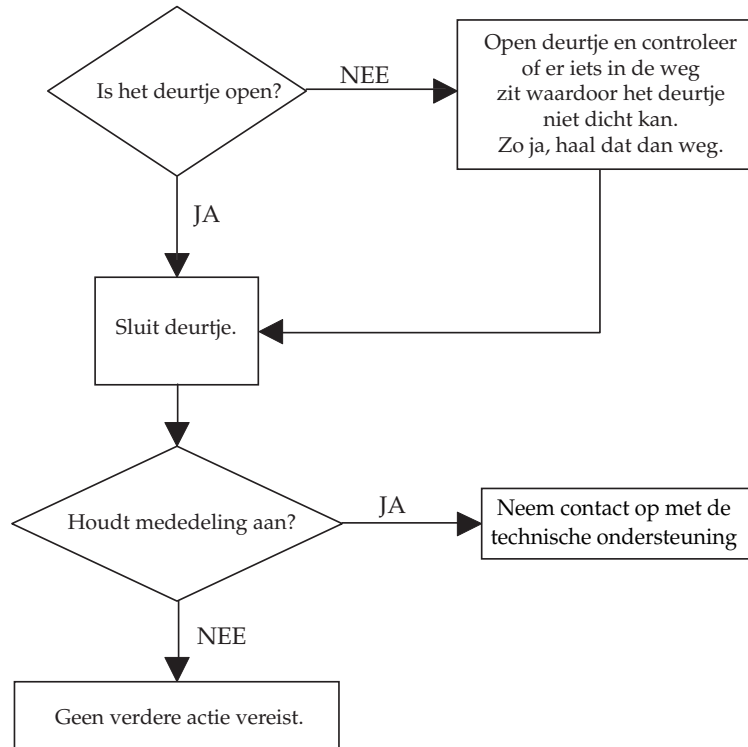 Is het deurtje open?
NEE
Open deurtje en controleer
of er iets in de weg
zit waardoor het deurtje
niet dicht kan.
Zo ja, haal dat dan weg.
JA
Sluit deurtje.
Houdt mededeling aan?
JA
Neem contact op met de
technische ondersteuning
NEE
Geen verdere actie vereist.